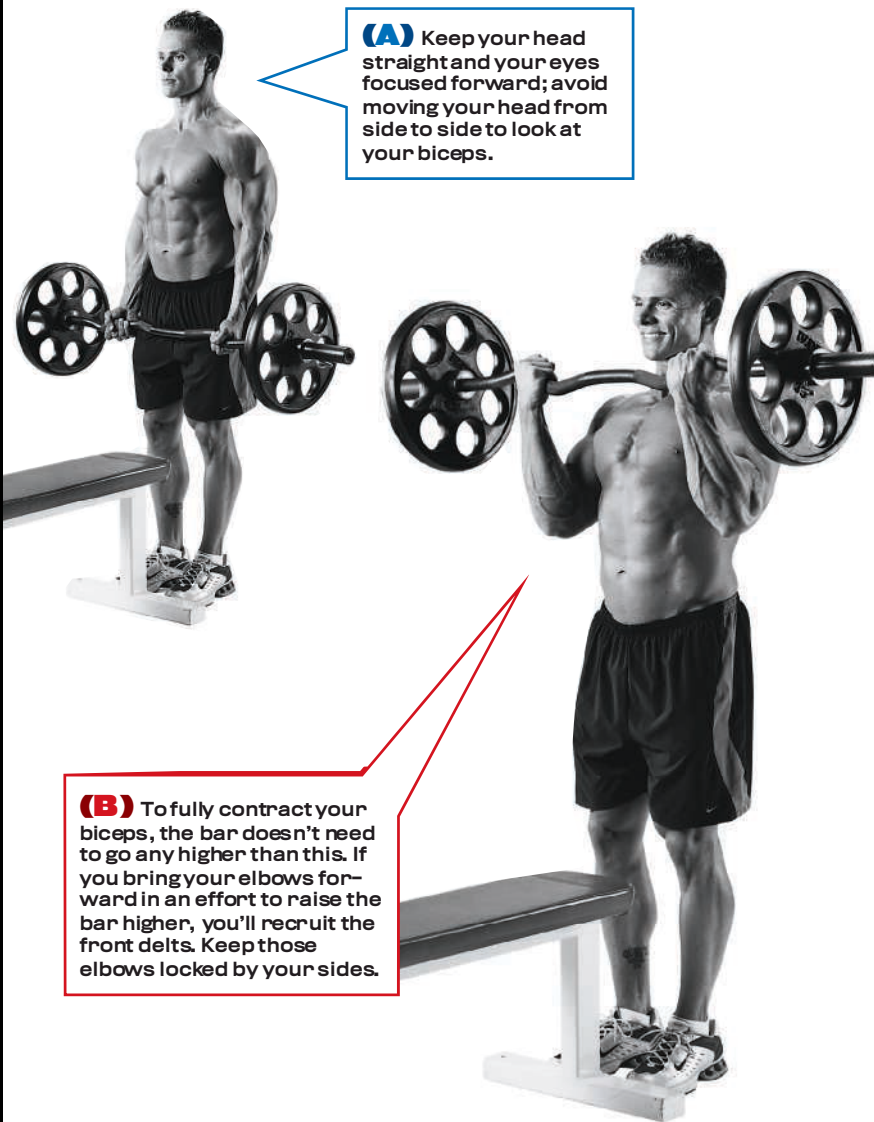 (A) Keep your head
straight and your eyes
focused forward; avoid
moving your head from
side to side to look at
your biceps.
(B) To fully contract your
biceps, the bar doesn't need
to go any higher than this. If
you bring your elbows for-
ward in an effort to raise the
bar higher, you'll recruit the
front delts. Keep those
elbows locked by your sides.